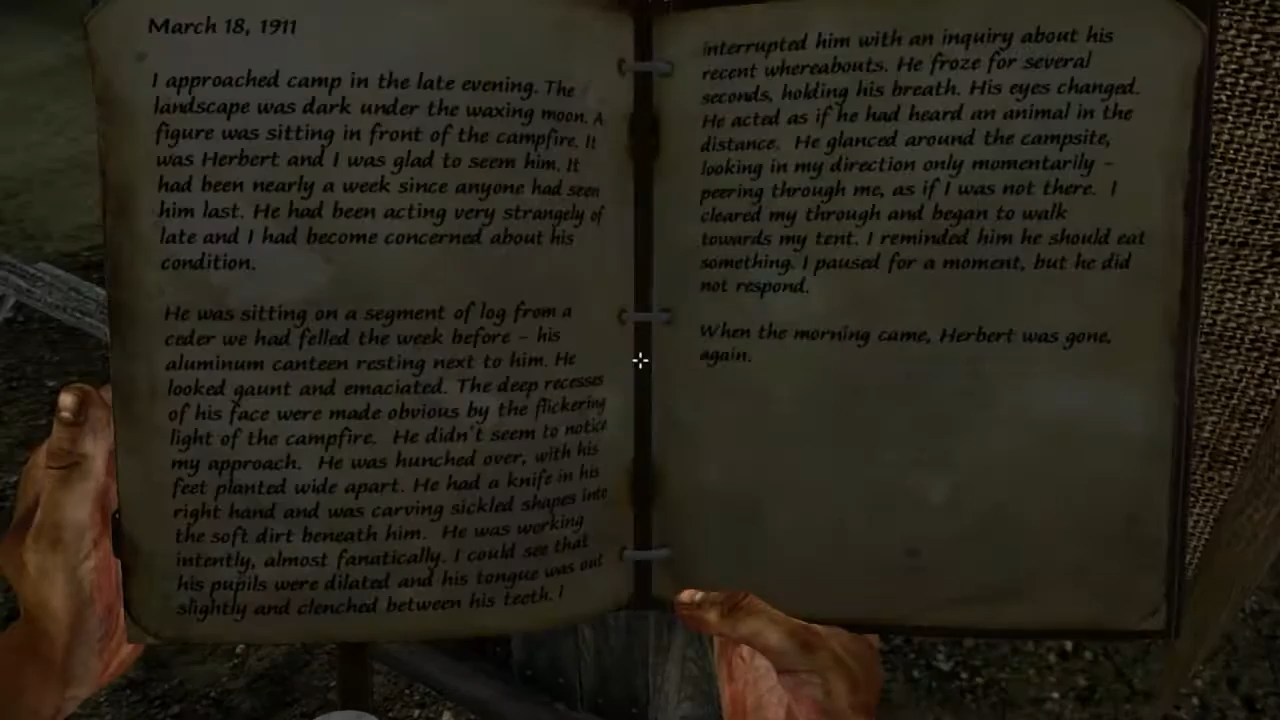 March 18, 1911
I approached camp in the late evening. The
landscape was dark under the waxing moon. A
figure was sitting in front of the campfire. It
was Herbert and I was glad to seem him. It
had been nearly a week since anyone had seen
him last. He had been acting very strangely of
late and I had become concerned about his
condition.
He was sitting on a segment of log from a
ceder we had felled the week before – his
aluminum canteen resting next to him. He
looked gaunt and emaciated. The deep recesses
of his face were made obvious by the flickering
light of the campfire. He didn't seem to notice
my approach. He was hunched over, with his
feet planted wide apart. He had a knife in his
right hand and was carving sickled shapes into
the soft dirt beneath him. He was working
intently, almost fanatically. I could see that
his pupils were dilated and his tongue was out
slightly and clenched between his teeth. I
interrupted him with an inquiry about his
recent whereabouts. He froze for several
seconds, holding his breath. His eyes changed.
He acted as if he had heard an animal in the
distance. He glanced around the campsite,
looking in my direction only momentarily –
peering through me, as if I was not there. I
cleared my through and began to walk
towards my tent. I reminded him he should eat
something. I paused for a moment, but he did
not respond.
When the morning came, Herbert was gone,
again.